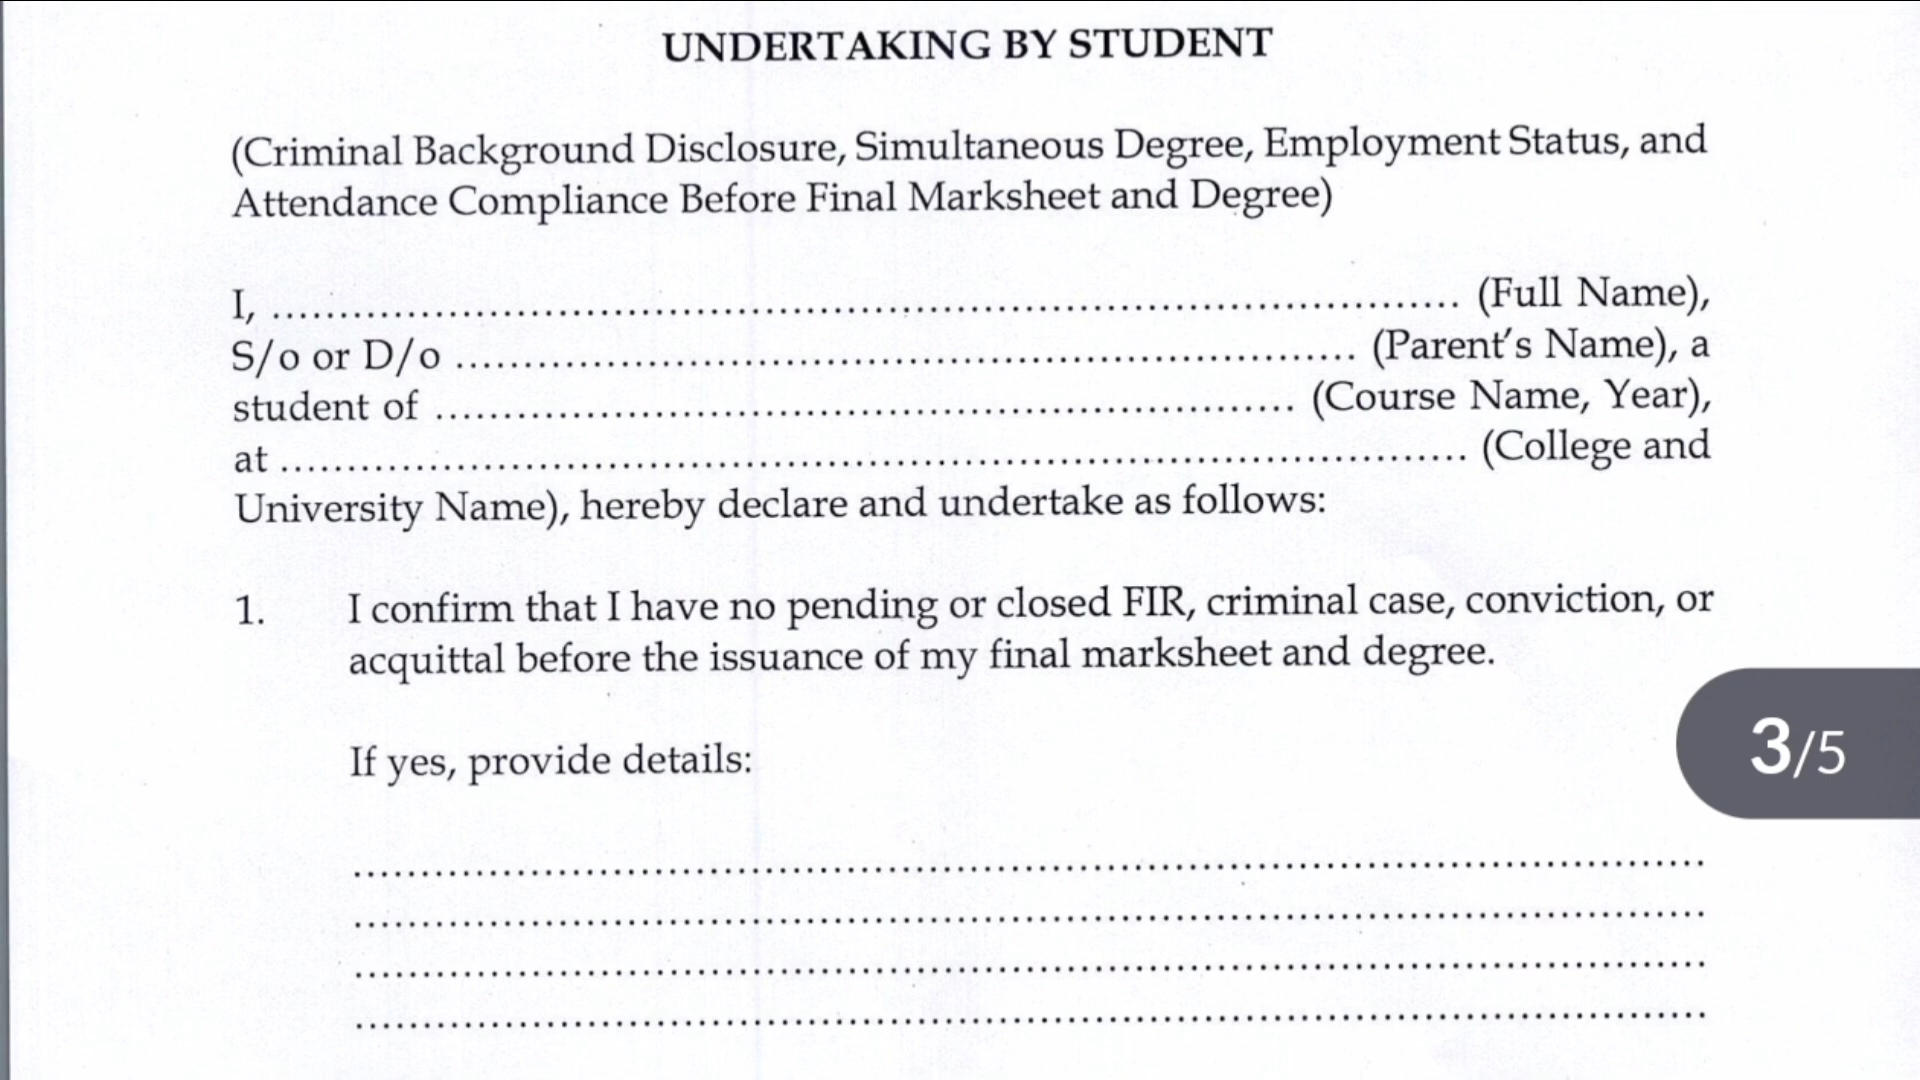 UNDERTAKING BY STUDENT
(Criminal Background Disclosure, Simultaneous Degree, Employment Status, and
Attendance Compliance Before Final Marksheet and Degree)
I, .................................................................................... (Full Name),
S/o or D/o ................................................................ (Parent's Name), a
student of ............................................................. (Course Name, Year),
at .................................................................................... (College and
University Name), hereby declare and undertake as follows:
1. I confirm that I have no pending or closed FIR, criminal case, conviction, or
acquittal before the issuance of my final marksheet and degree.
3/5
If yes, provide details:
................................................................................................
................................................................................................
................................................................................................
................................................................................................